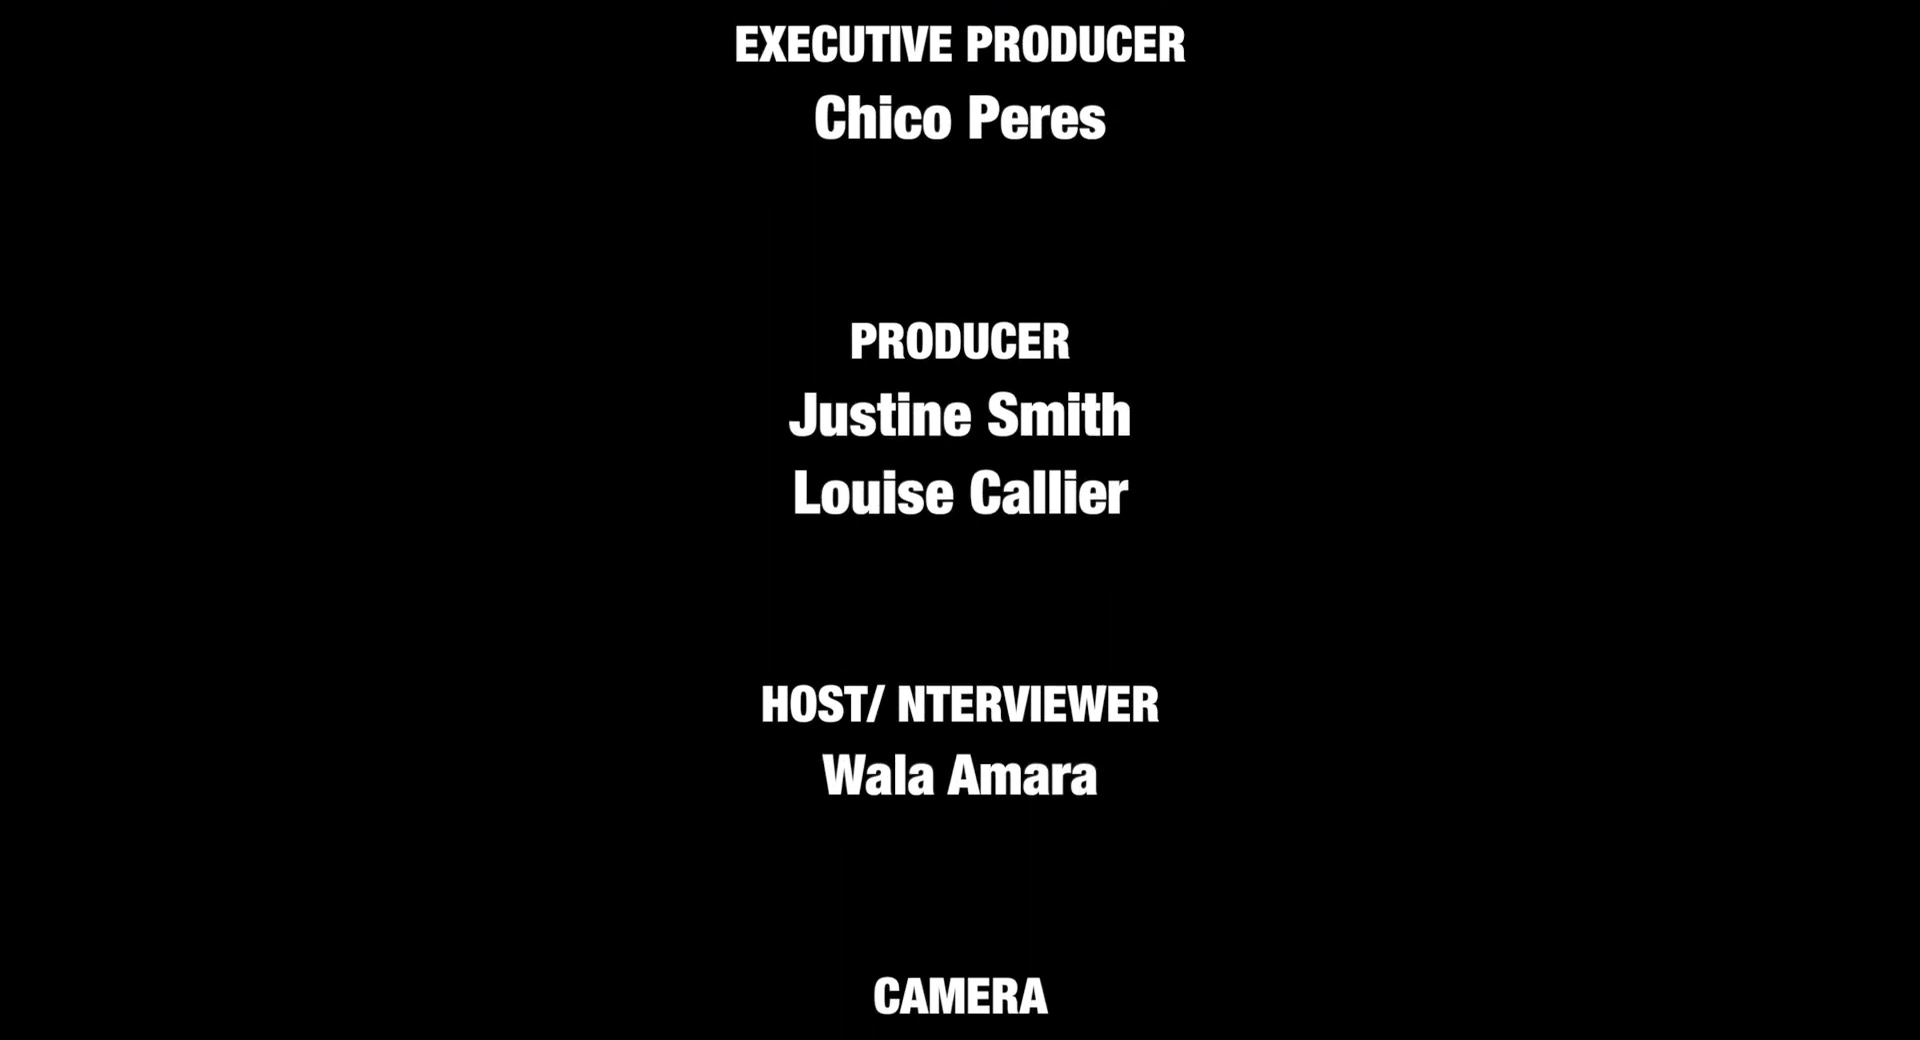 EXECUTIVE PRODUCER
Chico Peres
PRODUCER
Justine Smith
Louise Callier
HOST/ NTERVIEWER
Wala Amara
CAMERA